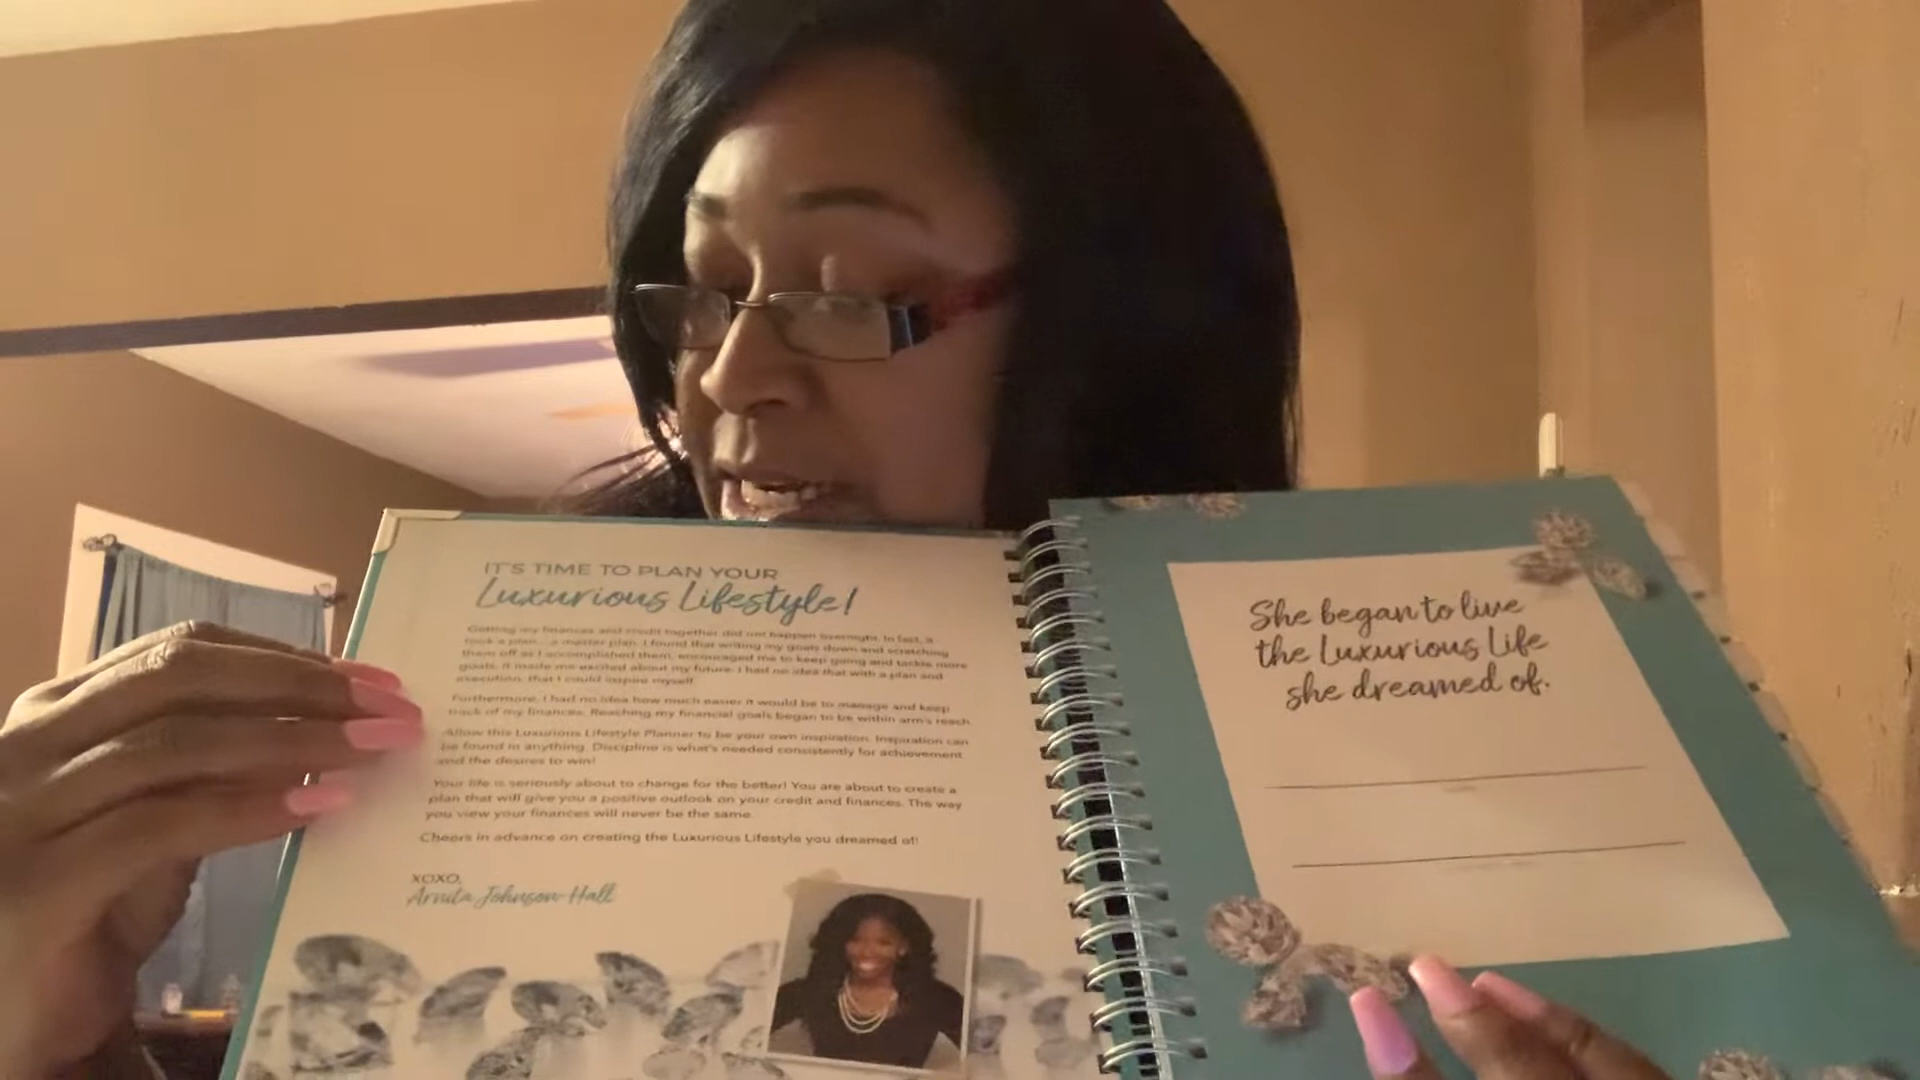 IT'S TIME TO PLAN YOUR
Luxurious Lifestyle!
Getting my finances and credit together did not happen overnight. In fact, it
took a plan... a master plan. I found that writing my goals down and scratching
them off as I accomplished them, encouraged me to keep going and tackle more
goals. It made me excited about my future. I had no idea that with a plan and
execution, that I could inspire myself.
Furthermore, I had no idea how much easier it would be to manage and keep
track of my finances. Reaching my financial goals began to be within arm's reach.
Allow this Luxurious Lifestyle Planner to be your own inspiration. Inspiration can
be found in anything. Discipline is what's needed consistently for achievement
and the desires to win!
Your life is seriously about to change for the better! You are about to create a
plan that will give you a positive outlook on your credit and finances. The way
you view your finances will never be the same.
Cheers in advance on creating the Luxurious Lifestyle you dreamed of!
XOXO,
Arnita Johnson-Hall
She began to live
the Luxurious Life
she dreamed of.